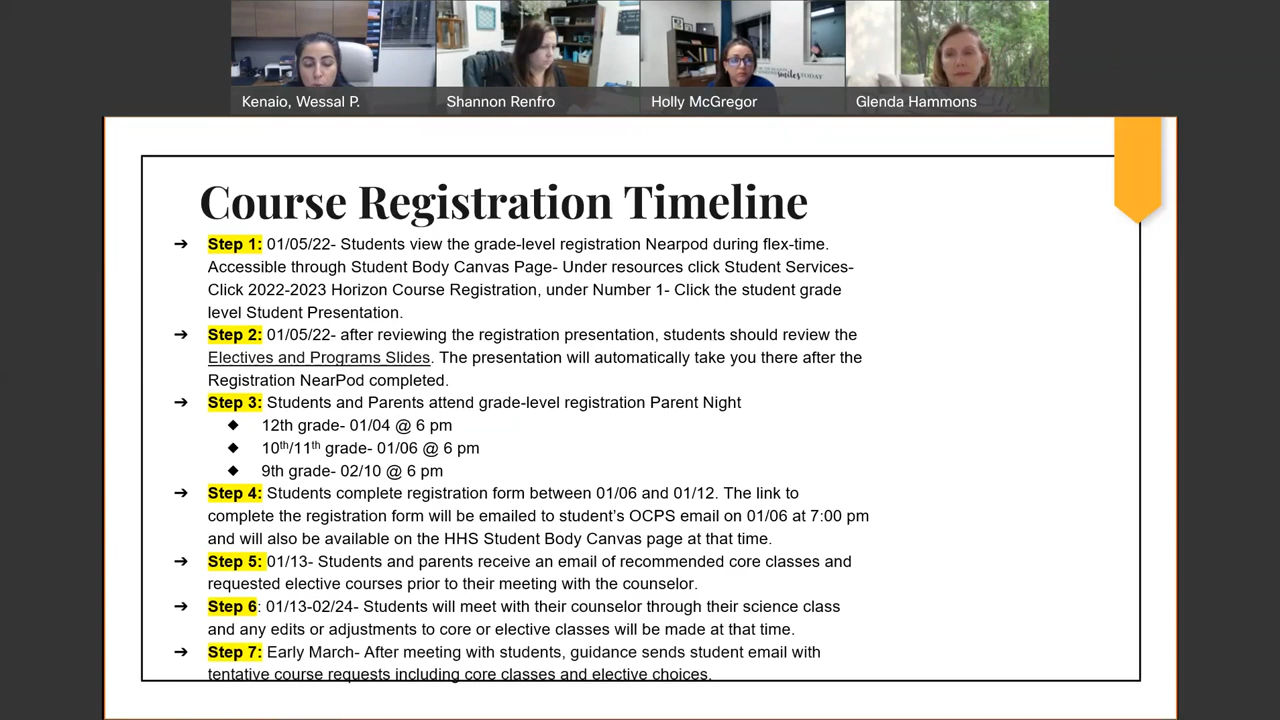 smiles TODAY
Kenaio, Wessal P.
Shannon Renfro
Holly McGregor
Glenda Hammons
Course Registration Timeline
➔ Step 1: 01/05/22- Students view the grade-level registration Nearpod during flex-time.
Accessible through Student Body Canvas Page- Under resources click Student Services-
Click 2022-2023 Horizon Course Registration, under Number 1- Click the student grade
level Student Presentation.
➔ Step 2: 01/05/22- after reviewing the registration presentation, students should review the
Electives and Programs Slides. The presentation will automatically take you there after the
Registration NearPod completed.
➔ Step 3: Students and Parents attend grade-level registration Parent Night
◆ 12th grade- 01/04 @ 6 pm
◆ 10th/11th grade- 01/06 @ 6 pm
◆ 9th grade- 02/10 @ 6 pm
➔ Step 4: Students complete registration form between 01/06 and 01/12. The link to
complete the registration form will be emailed to student’s OCPS email on 01/06 at 7:00 pm
and will also be available on the HHS Student Body Canvas page at that time.
➔ Step 5: 01/13- Students and parents receive an email of recommended core classes and
requested elective courses prior to their meeting with the counselor.
➔ Step 6: 01/13-02/24- Students will meet with their counselor through their science class
and any edits or adjustments to core or elective classes will be made at that time.
➔ Step 7: Early March- After meeting with students, guidance sends student email with
tentative course requests including core classes and elective choices.